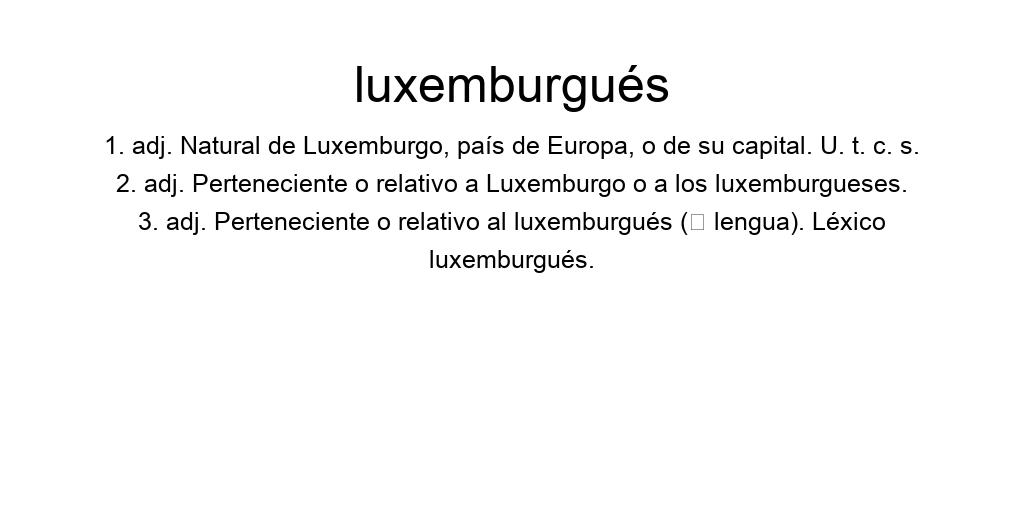 luxemburgués
1. adj. Natural de Luxemburgo, país de Europa, o de su capital. U. t. c. s.
2. adj. Perteneciente o relativo a Luxemburgo o a los luxemburgueses.
3. adj. Perteneciente o relativo al luxemburgués (□ lengua). Léxico
luxemburgués.